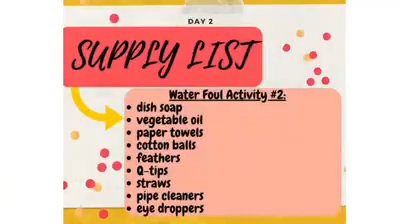 DAY 2
SUPPLY LIST
Water Foul Activity #2:
• dish soap
• vegetable oil
• paper towels
• cotton balls
• feathers
• Q-tips
• straws
• pipe cleaners
• eye droppers